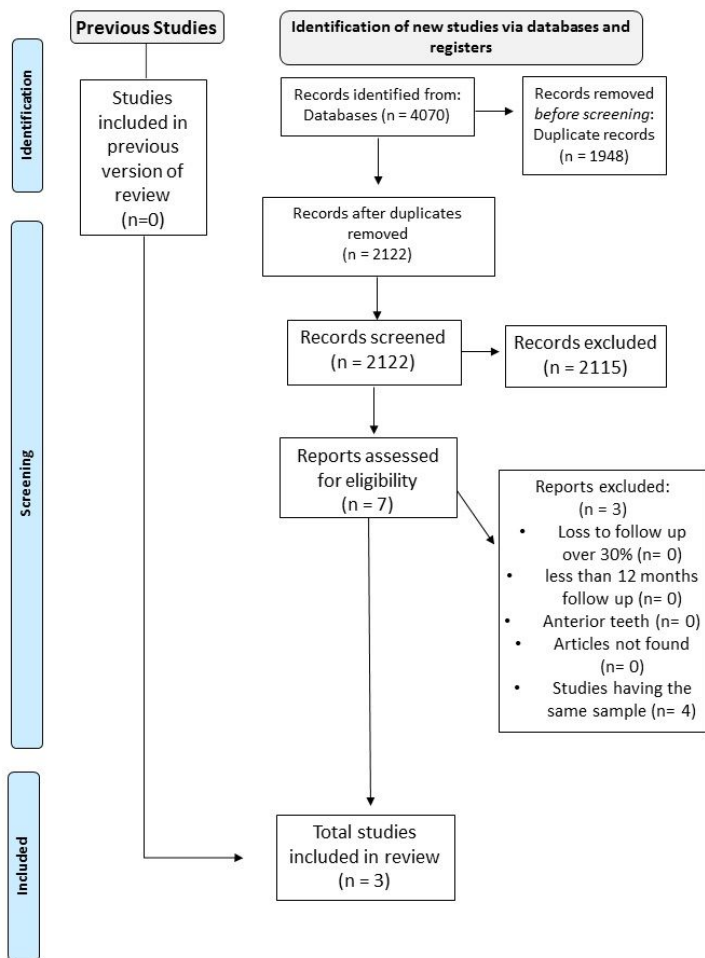 Previous Studies
Identification of new studies via databases and
registers
Identification
Studies
included in
previous
version of
review
(n=0)
Records identified from:
Databases (n = 4070)
Records removed
before screening:
Duplicate records
(n = 1948)
Records after duplicates
removed
(n = 2122)
Screening
Records screened
(n = 2122)
Records excluded
(n = 2115)
Reports assessed
for eligibility
(n = 7)
Reports excluded:
(n = 3)
• Loss to follow up
over 30% (n= 0)
• less than 12 months
follow up (n= 0)
• Anterior teeth (n= 0)
• Articles not found
(n= 0)
• Studies having the
same sample (n= 4)
Included
Total studies
included in review
(n = 3)